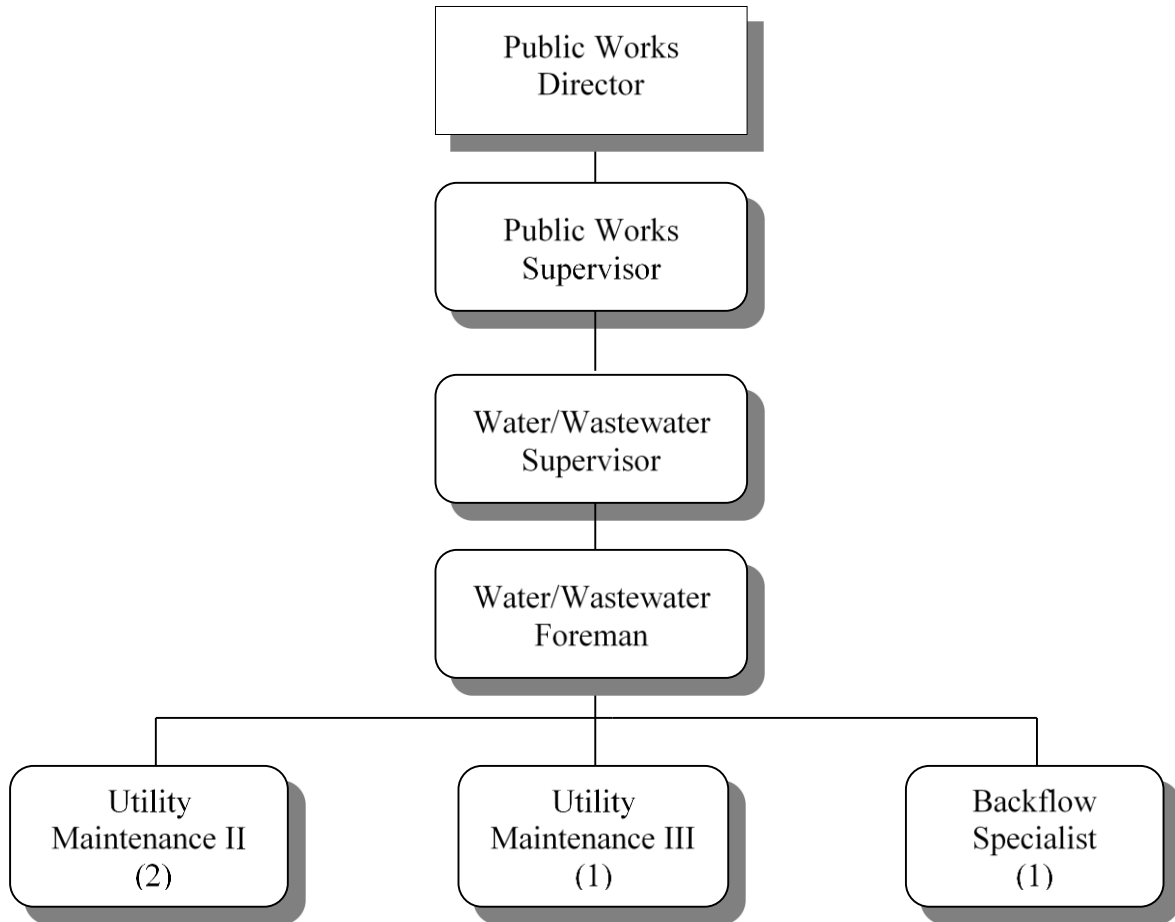 Public Works
Director
Public Works
Supervisor
Water/Wastewater
Supervisor
Water/Wastewater
Foreman
Utility
Maintenance II
(2)
Utility
Maintenance III
(1)
Backflow
Specialist
(1)